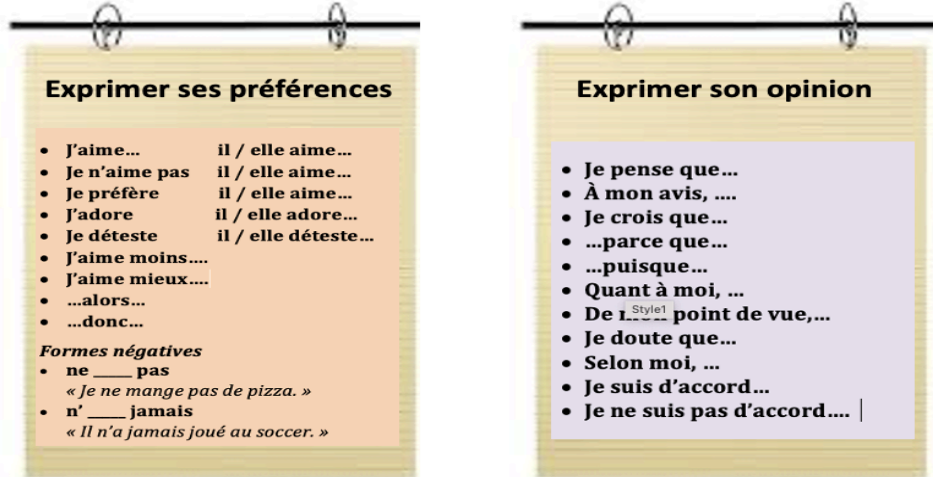 Exprimer ses préférences
• J’aime… il / elle aime…
• Je n’aime pas il / elle aime…
• Je préfère il / elle aime…
• J’adore il / elle adore…
• Je déteste il / elle déteste…
• J’aime moins….
• J’aime mieux….
• …alors…
• …donc…
Formes négatives
• ne ____ pas
« Je ne mange pas de pizza. »
• n’ ____ jamais
« Il n’a jamais joué au soccer. »
Exprimer son opinion
• Je pense que…
• À mon avis, ….
• Je crois que…
• …parce que…
• …puisque…
• Quant à moi, …
• De mon point de vue,…
Style1
• Je doute que…
• Selon moi, …
• Je suis d’accord…
• Je ne suis pas d’accord….